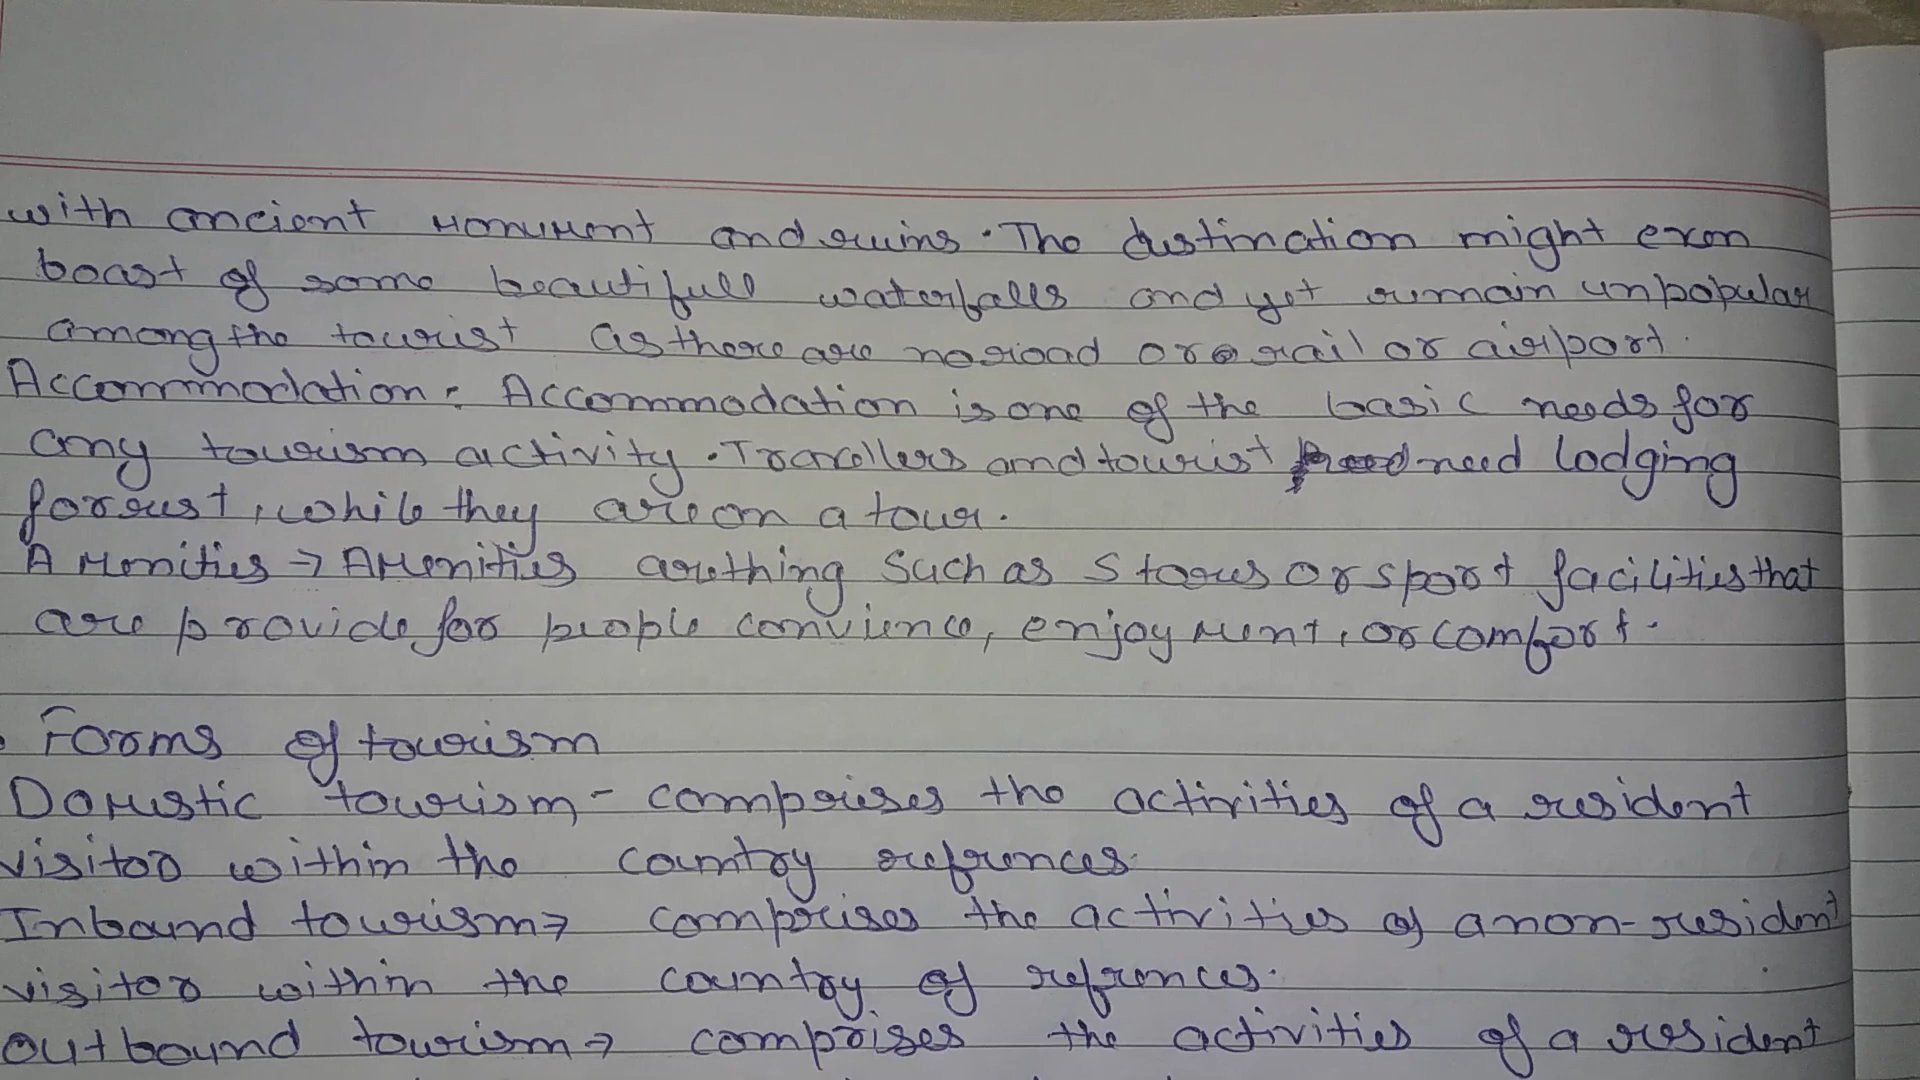 with ancient monument and ruins. The destination might even
boast of some beautifull waterfalls and yet remain unpopular
among the tourist as there are no road or rail or airport.
Accommodation: Accommodation is one of the basic needs for
any tourism activity. Travellers and tourist need lodging
for rest, while they are on a tour.
Amenities → Amenities are thing such as stores or sport facilities that
are provide for people convience, enjoyment, or comfort.
Forms of tourism
Domestic tourism - comprises the activities of a resident
visitor within the country refrences.
Inbound tourism → comprises the activities of a non-resident
visitor within the country of refrences.
Outbound tourism → comprises the activities of a resident